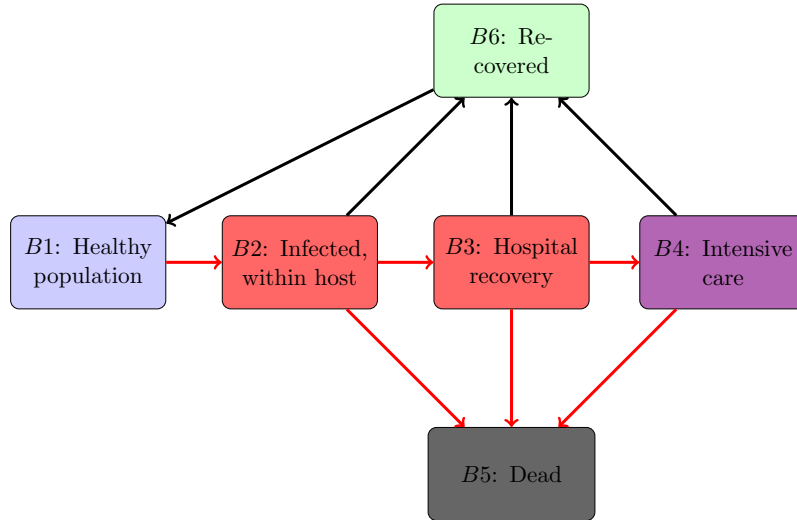 B6: Re-
covered
B1: Healthy
population
B2: Infected,
within host
B3: Hospital
recovery
B4: Intensive
care
B5: Dead